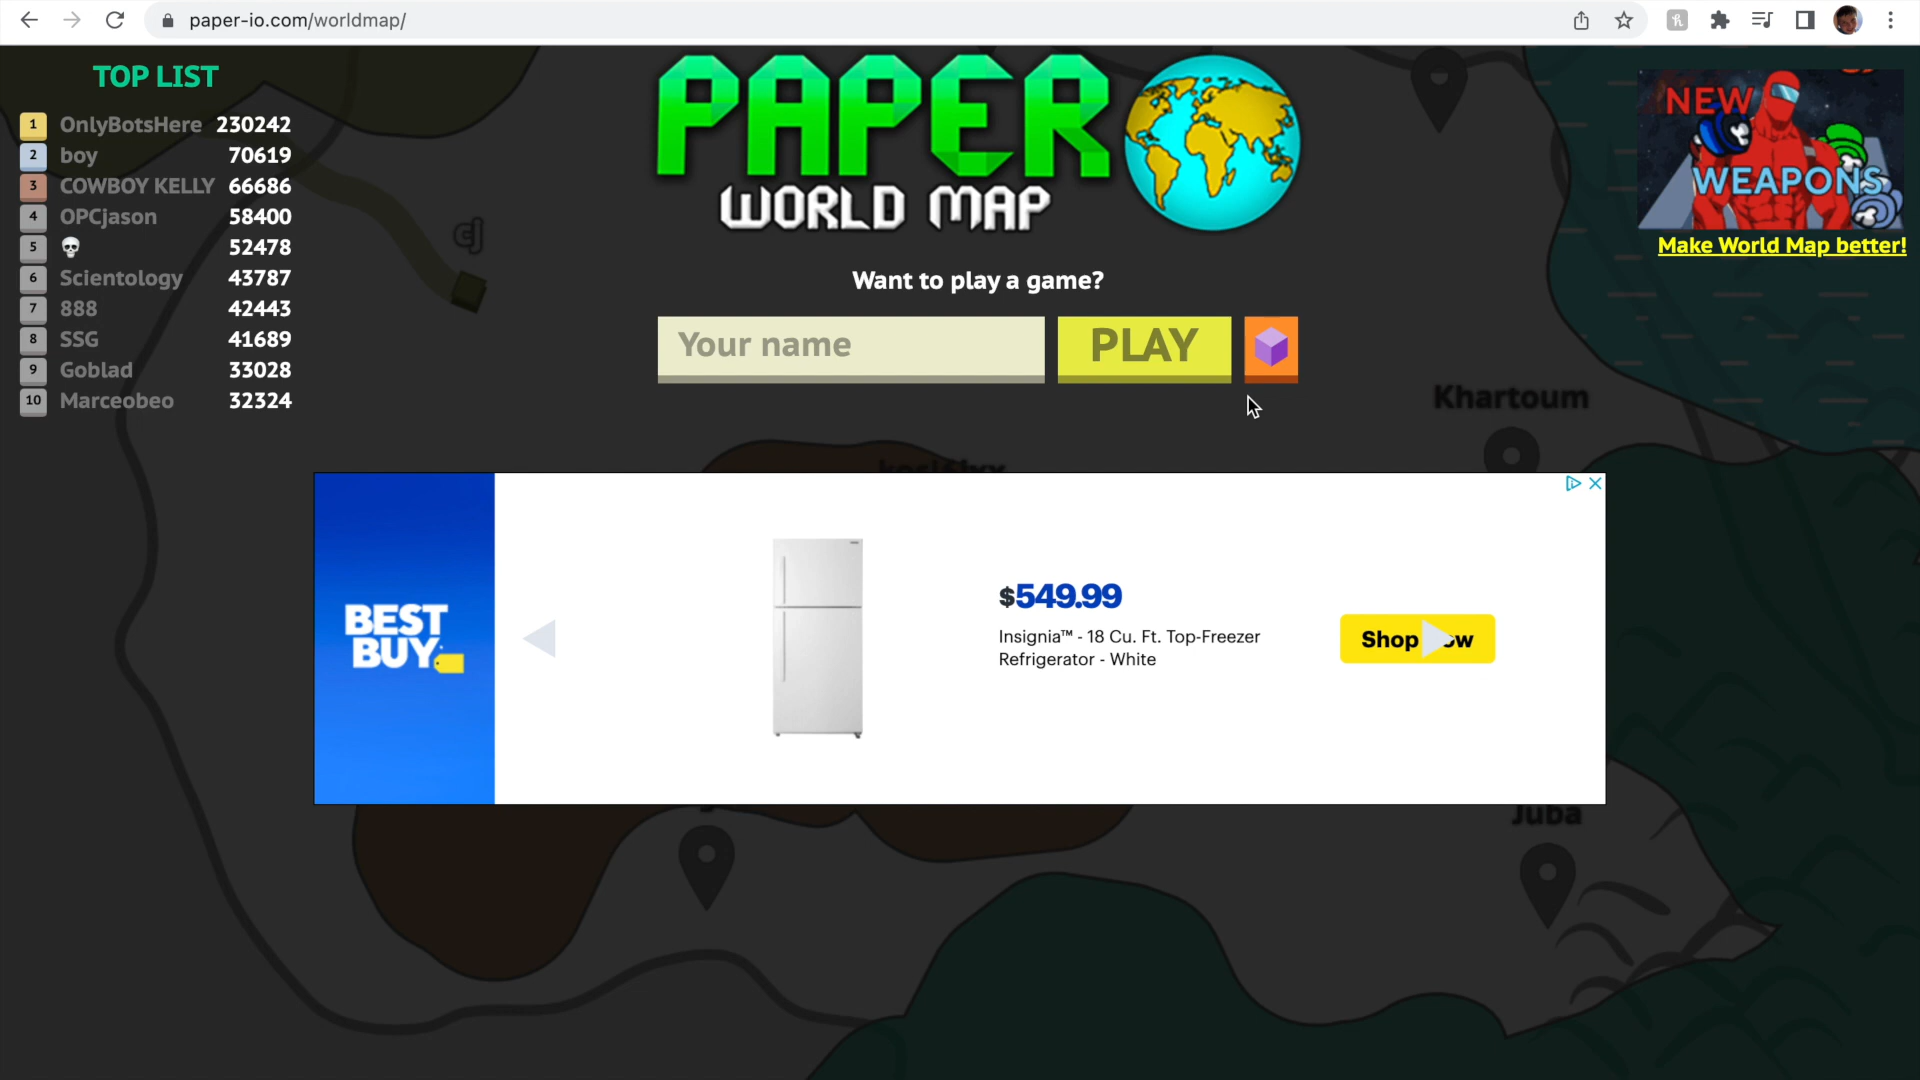 paper-io.com/worldmap/
TOP LIST
1 OnlyBotsHere 230242
2 boy 70619
3 COWBOY KELLY 66686
4 OPCjason 58400
5 💀 52478
6 Scientology 43787
7 888 42443
8 SSG 41689
9 Goblad 33028
10 Marceobeo 32324
cj
PAPER
WORLD MAP
Want to play a game?
Your name
PLAY
NEW
WEAPONS
Make World Map better!
Khartoum
BEST
BUY
$549.99
Insignia™ - 18 Cu. Ft. Top-Freezer
Refrigerator - White
Shop
Juba